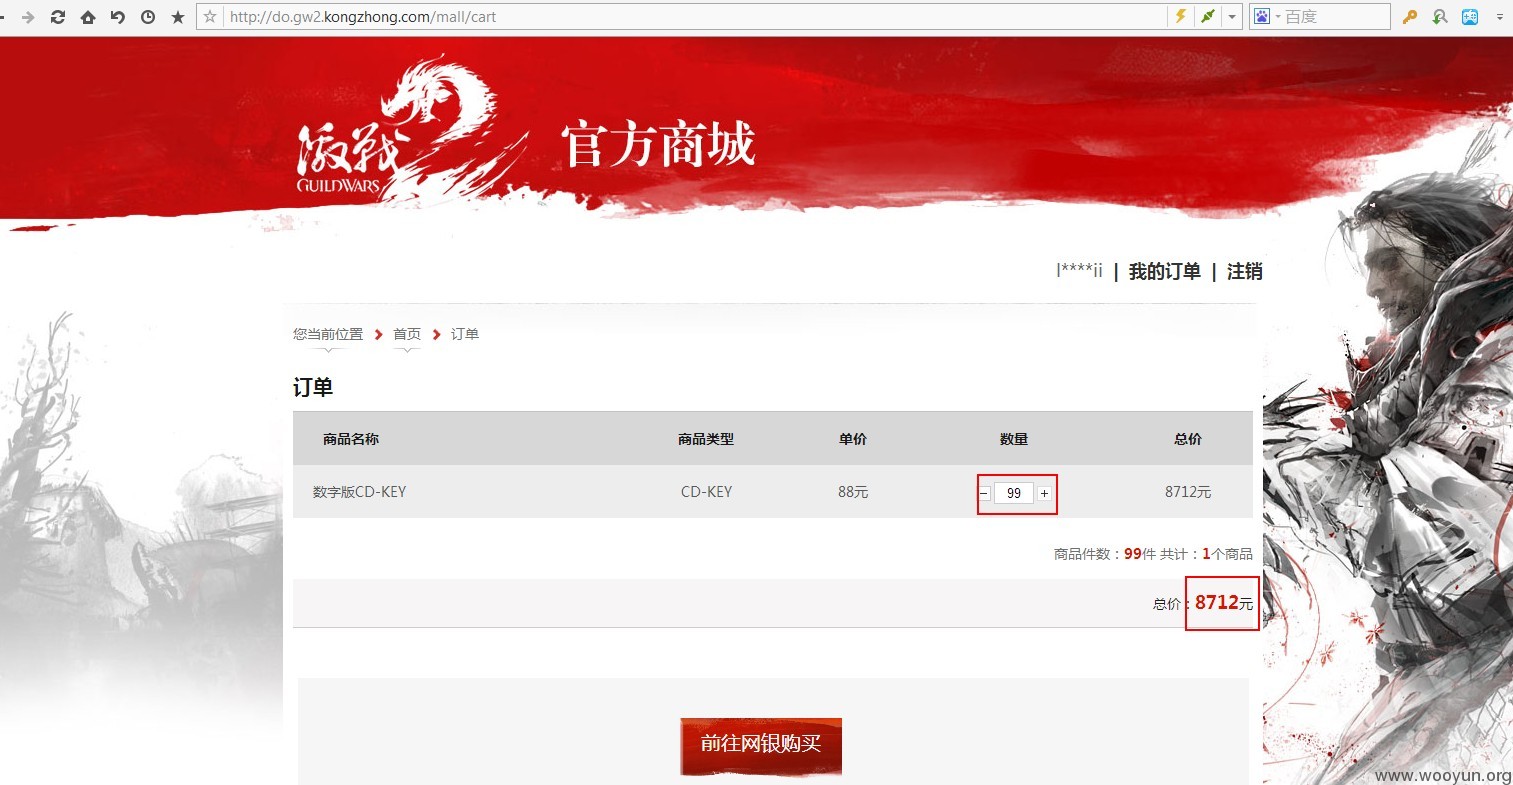 http://do.gw2.kongzhong.com/mall/cart 百度
激战2 官方商城
GUILDWARS
l****ii | 我的订单 | 注销
您当前位置 首页 订单
订单
商品名称 商品类型 单价 数量 总价
数字版CD-KEY CD-KEY 88元 − 99 + 8712元
商品件数：99件 共计：1个商品
总价：8712元
前往网银购买
www.wooyun.org